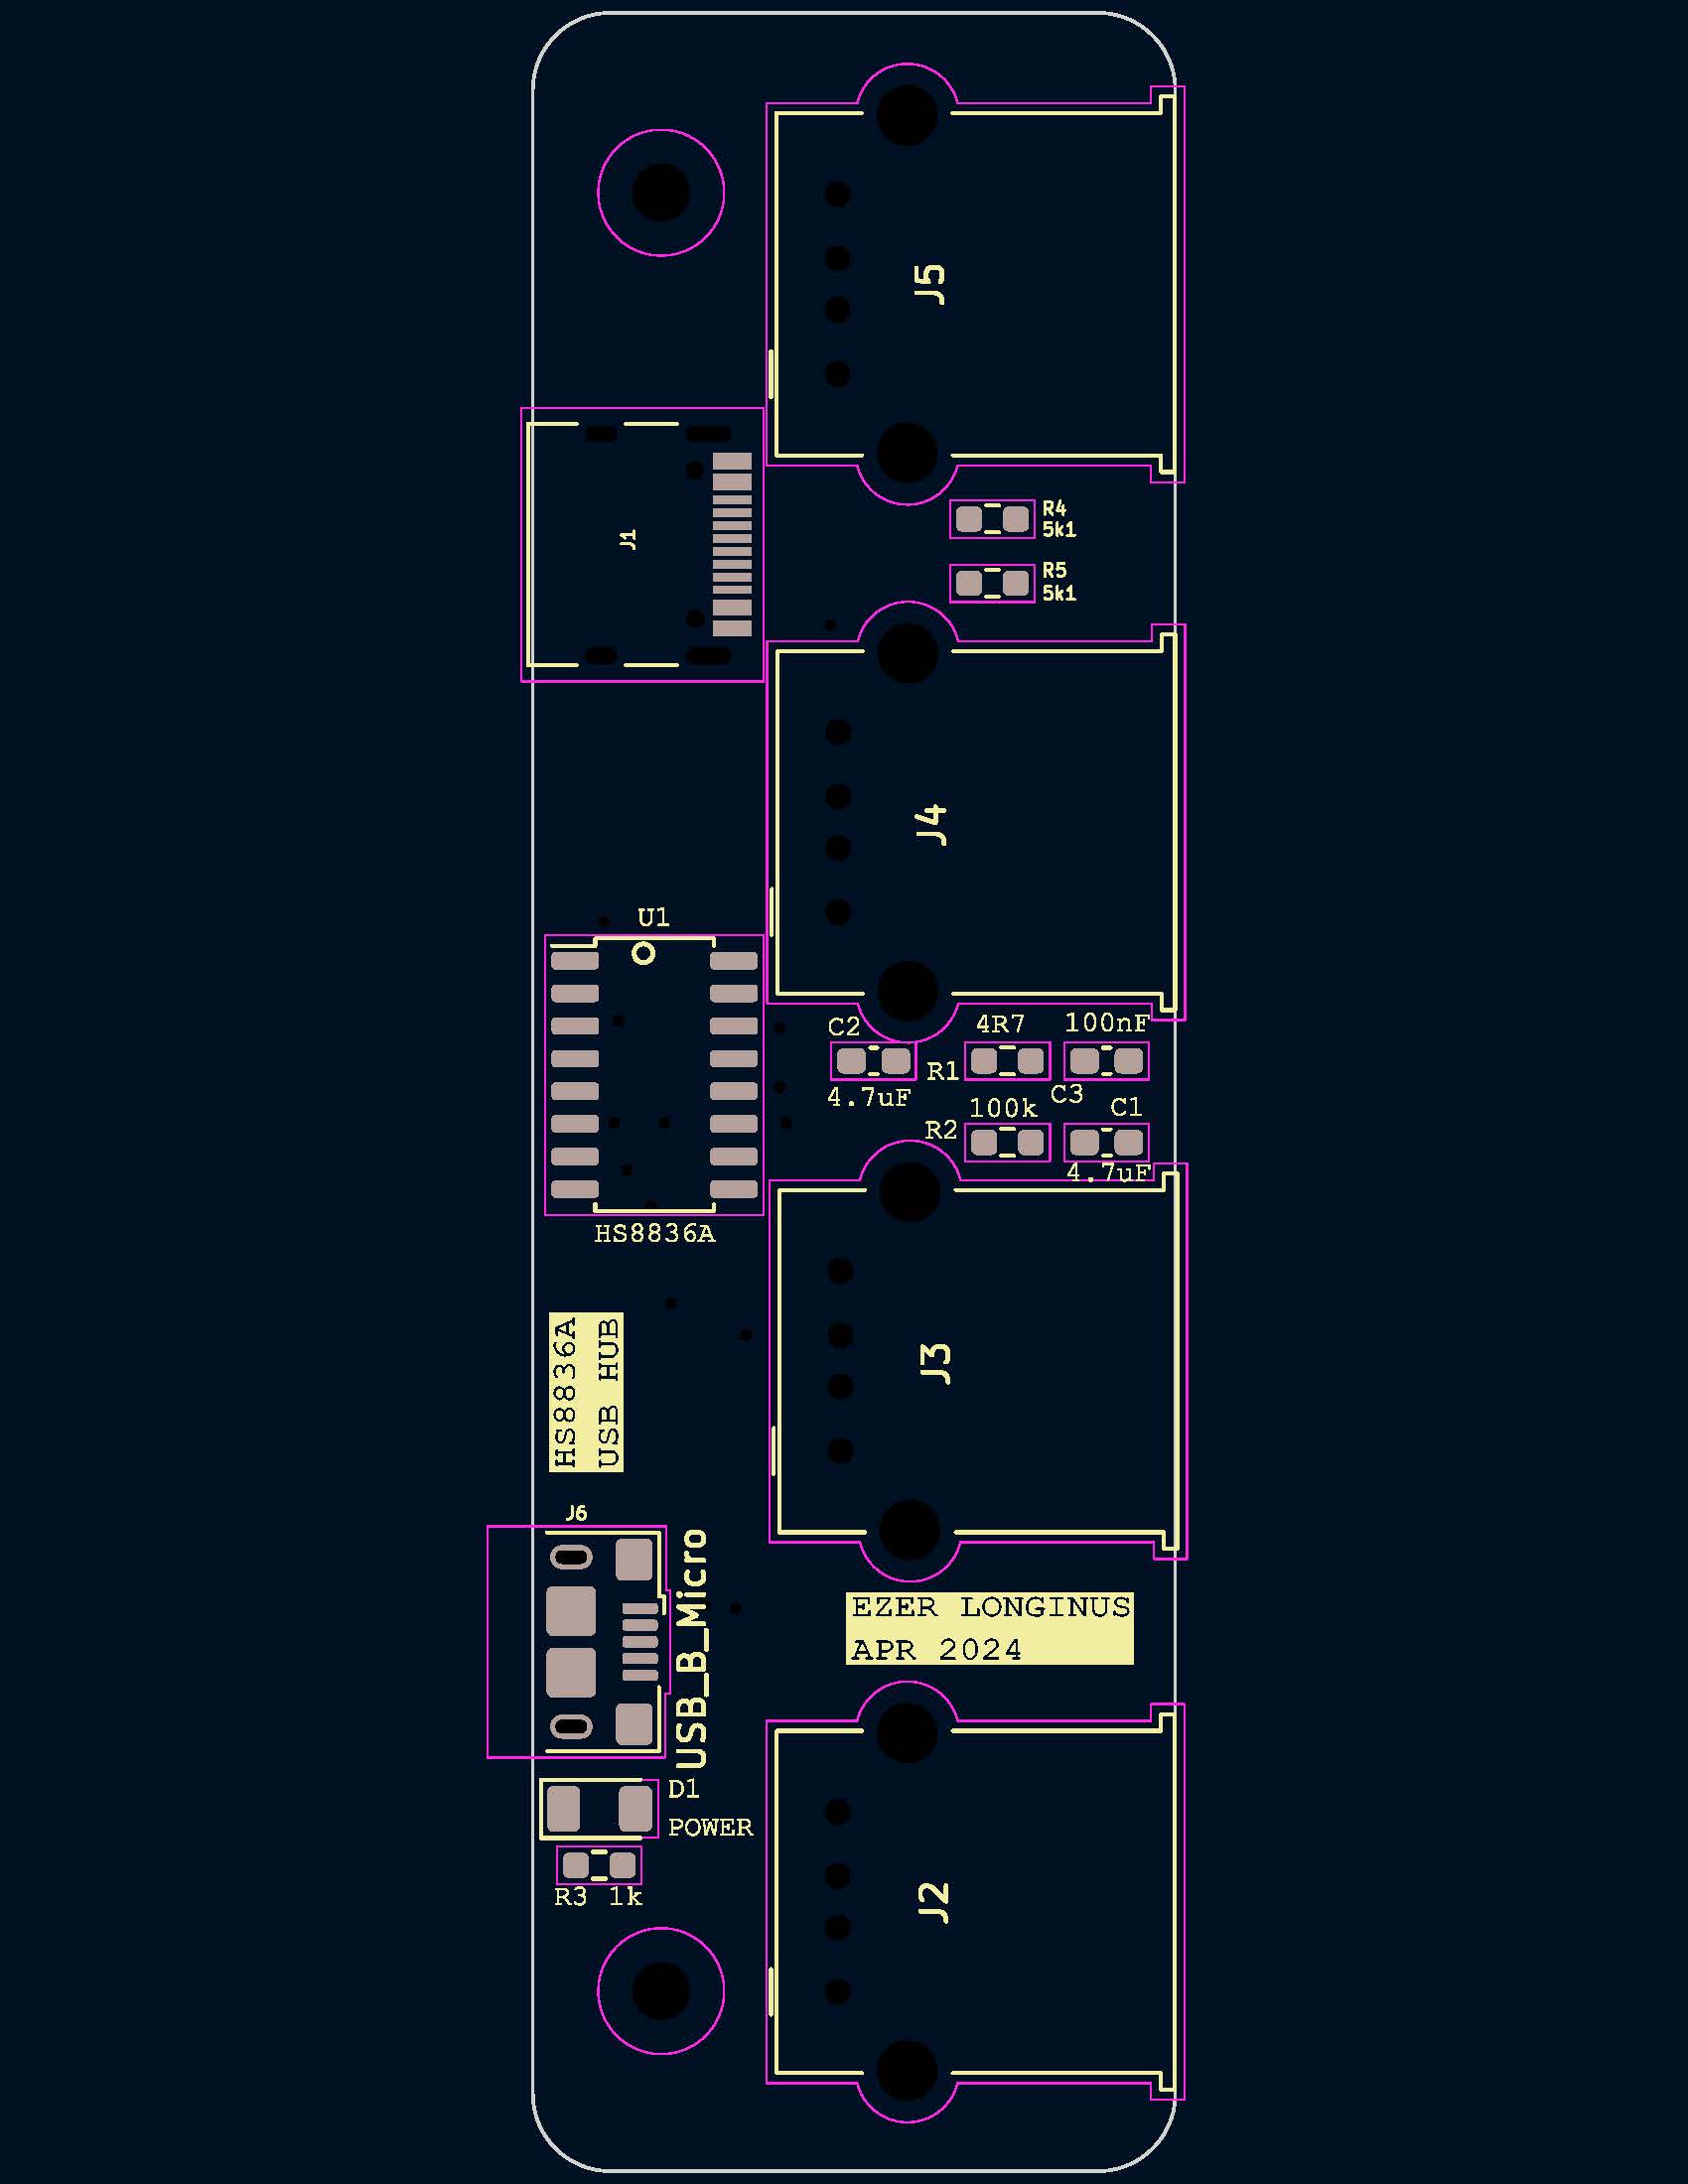 J5
J1
R4
5k1
R5
5k1
J4
U1
C2
4R7
100nF
R1
4.7uF
C3
100k
C1
R2
4.7uF
HS8836A
HS8836A
USB HUB
J3
J6
USB_B_Micro
EZER LONGINUS
APR 2024
D1
POWER
R3 1k
J2